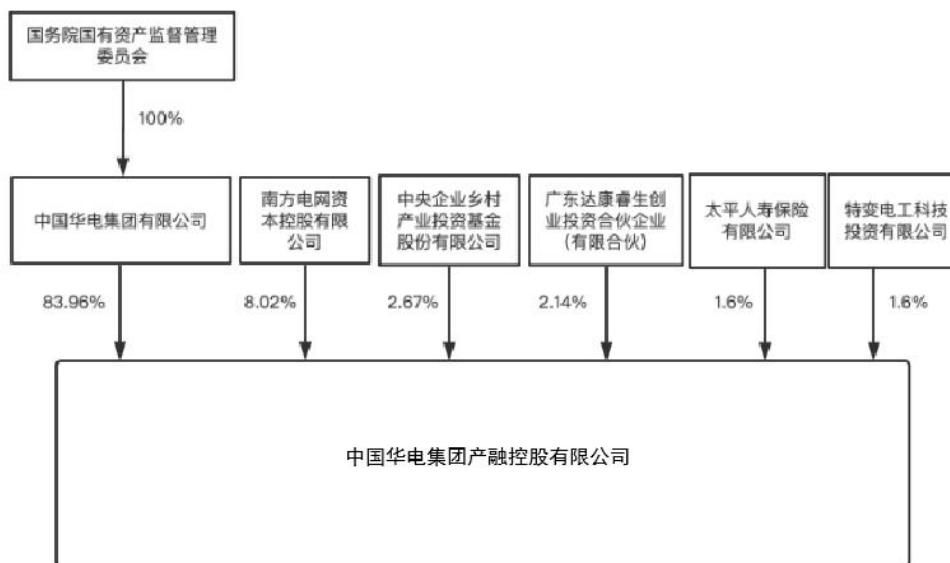 国务院国有资产监督管理
委员会
100%
中国华电集团有限公司
南方电网资
本控股有限
公司
中央企业乡村
产业投资基金
股份有限公司
广东达康睿生创
业投资合伙企业
（有限合伙）
太平人寿保险
有限公司
特变电工科技
投资有限公司
83.96%
8.02%
2.67%
2.14%
1.6%
1.6%
中国华电集团产融控股有限公司